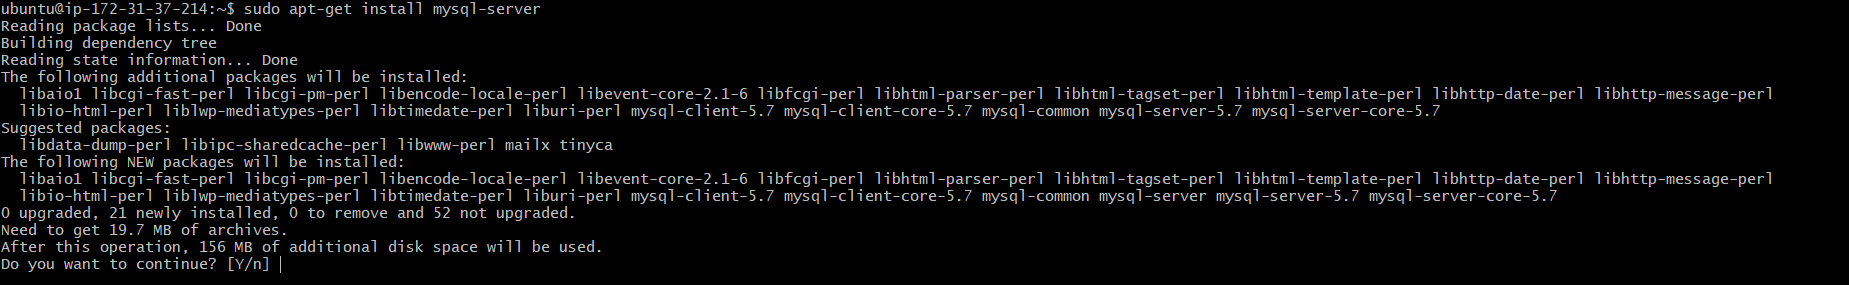 ubuntu@ip-172-31-37-214:~$ sudo apt-get install mysql-server
Reading package lists... Done
Building dependency tree
Reading state information... Done
The following additional packages will be installed:
  libaio1 libcgi-fast-perl libcgi-pm-perl libencode-locale-perl libevent-core-2.1-6 libfcgi-perl libhtml-parser-perl libhtml-tagset-perl libhtml-template-perl libhttp-date-perl libhttp-message-perl
  libio-html-perl liblwp-mediatypes-perl libtimedate-perl liburi-perl mysql-client-5.7 mysql-client-core-5.7 mysql-common mysql-server-5.7 mysql-server-core-5.7
Suggested packages:
  libdata-dump-perl libipc-sharedcache-perl libwww-perl mailx tinyca
The following NEW packages will be installed:
  libaio1 libcgi-fast-perl libcgi-pm-perl libencode-locale-perl libevent-core-2.1-6 libfcgi-perl libhtml-parser-perl libhtml-tagset-perl libhtml-template-perl libhttp-date-perl libhttp-message-perl
  libio-html-perl liblwp-mediatypes-perl libtimedate-perl liburi-perl mysql-client-5.7 mysql-client-core-5.7 mysql-common mysql-server mysql-server-5.7 mysql-server-core-5.7
0 upgraded, 21 newly installed, 0 to remove and 52 not upgraded.
Need to get 19.7 MB of archives.
After this operation, 156 MB of additional disk space will be used.
Do you want to continue? [Y/n]